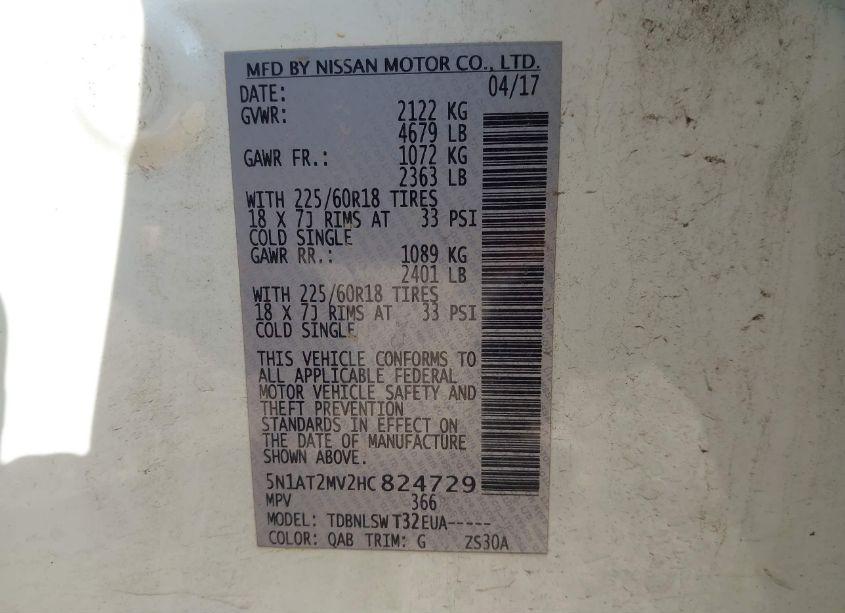 MFD BY NISSAN MOTOR CO., LTD.
DATE: 04/17
GVWR: 2122 KG
4679 LB
GAWR FR.: 1072 KG
2363 LB
WITH 225/60R18 TIRES
18 X 7J RIMS AT 33 PSI
COLD SINGLE
GAWR RR.: 1089 KG
2401 LB
WITH 225/60R18 TIRES
18 X 7J RIMS AT 33 PSI
COLD SINGLE
THIS VEHICLE CONFORMS TO
ALL APPLICABLE FEDERAL
MOTOR VEHICLE SAFETY AND
THEFT PREVENTION
STANDARDS IN EFFECT ON
THE DATE OF MANUFACTURE
SHOWN ABOVE.
5N1AT2MV2HC824729
MPV 366
MODEL: TDBNLSW T32EUA-----
COLOR: QAB TRIM: G ZS30A